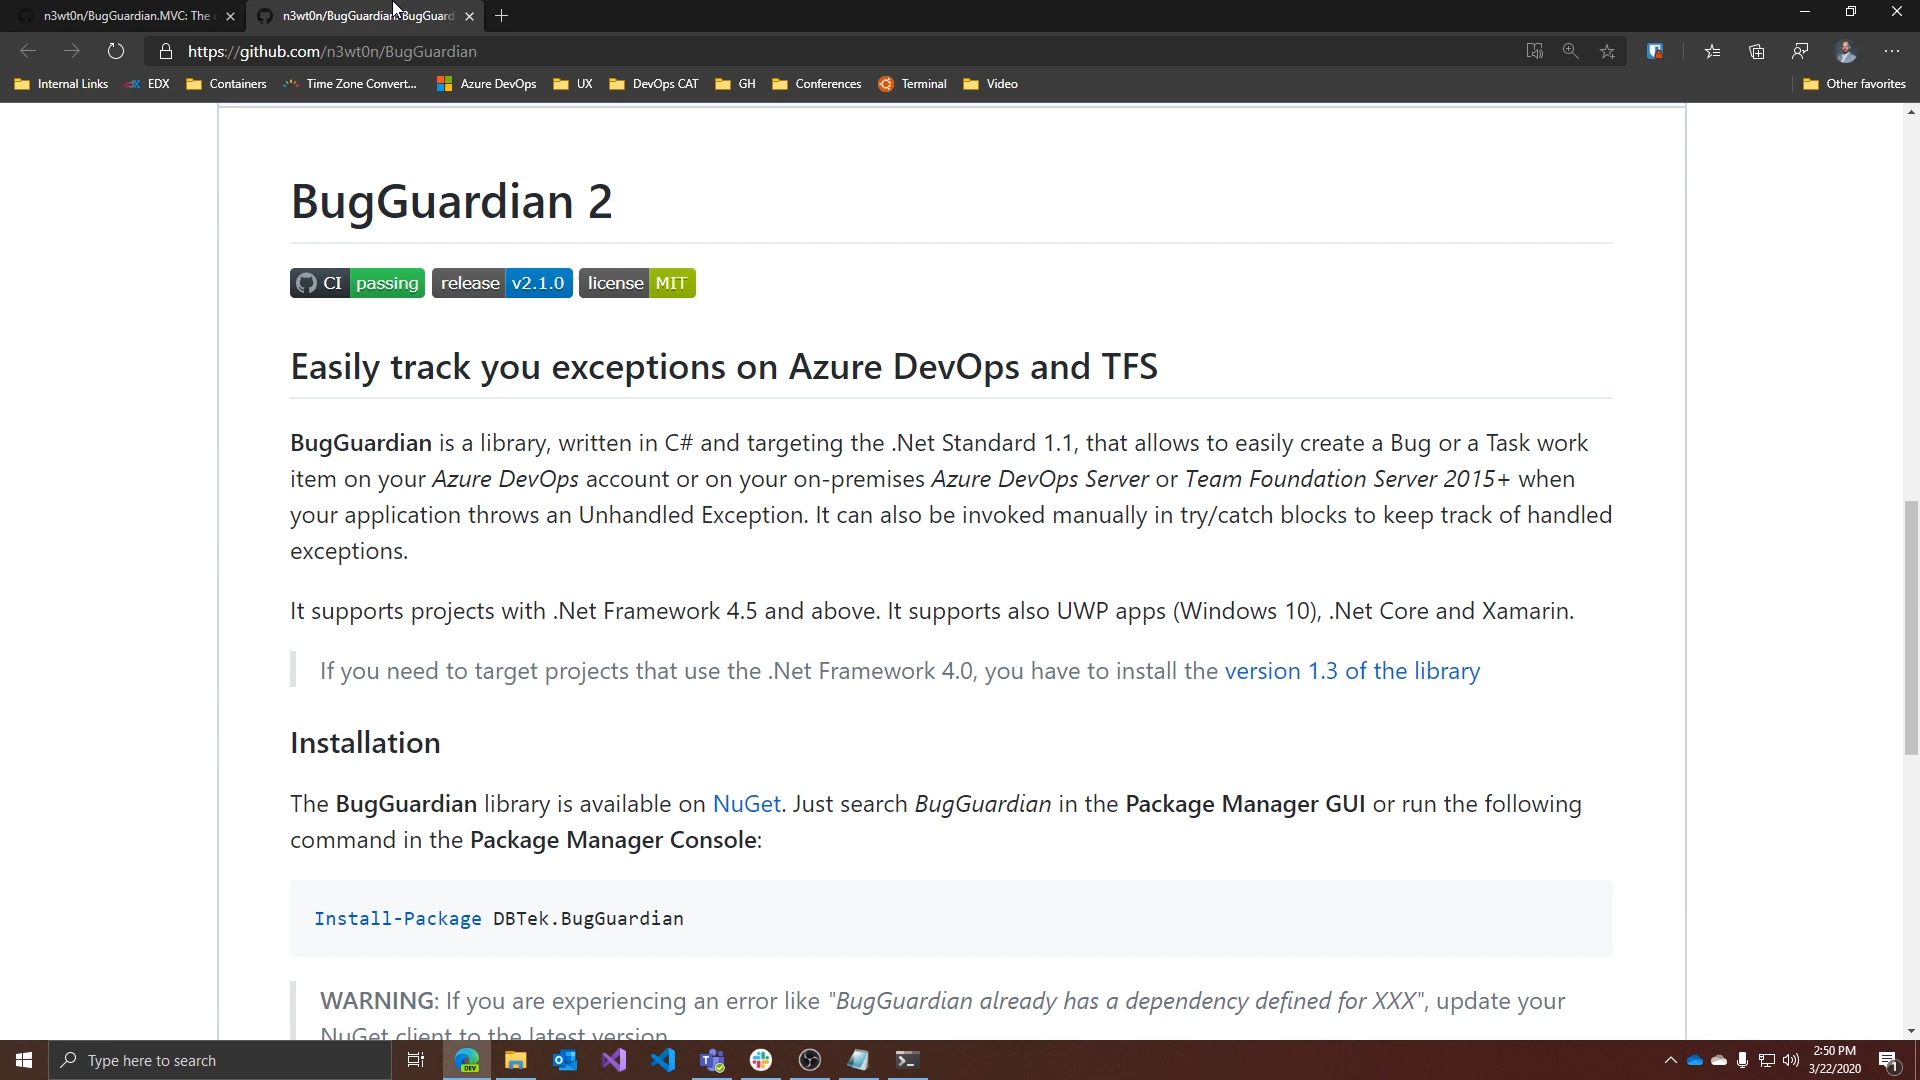 n3wt0n/BugGuardian.MVC: The
n3wt0n/BugGuardian: BugGuard
https://github.com/n3wt0n/BugGuardian
Internal Links EDX Containers Time Zone Convert... Azure DevOps UX DevOps CAT GH Conferences Terminal Video Other favorites
BugGuardian 2
CI passing release v2.1.0 license MIT
Easily track you exceptions on Azure DevOps and TFS
BugGuardian is a library, written in C# and targeting the .Net Standard 1.1, that allows to easily create a Bug or a Task work
item on your Azure DevOps account or on your on-premises Azure DevOps Server or Team Foundation Server 2015+ when
your application throws an Unhandled Exception. It can also be invoked manually in try/catch blocks to keep track of handled
exceptions.
It supports projects with .Net Framework 4.5 and above. It supports also UWP apps (Windows 10), .Net Core and Xamarin.
If you need to target projects that use the .Net Framework 4.0, you have to install the version 1.3 of the library
Installation
The BugGuardian library is available on NuGet. Just search BugGuardian in the Package Manager GUI or run the following
command in the Package Manager Console:
Install-Package DBTek.BugGuardian
WARNING: If you are experiencing an error like "BugGuardian already has a dependency defined for XXX", update your
NuGet client to the latest version.
Type here to search
DEV
2:50 PM
3/22/2020
1